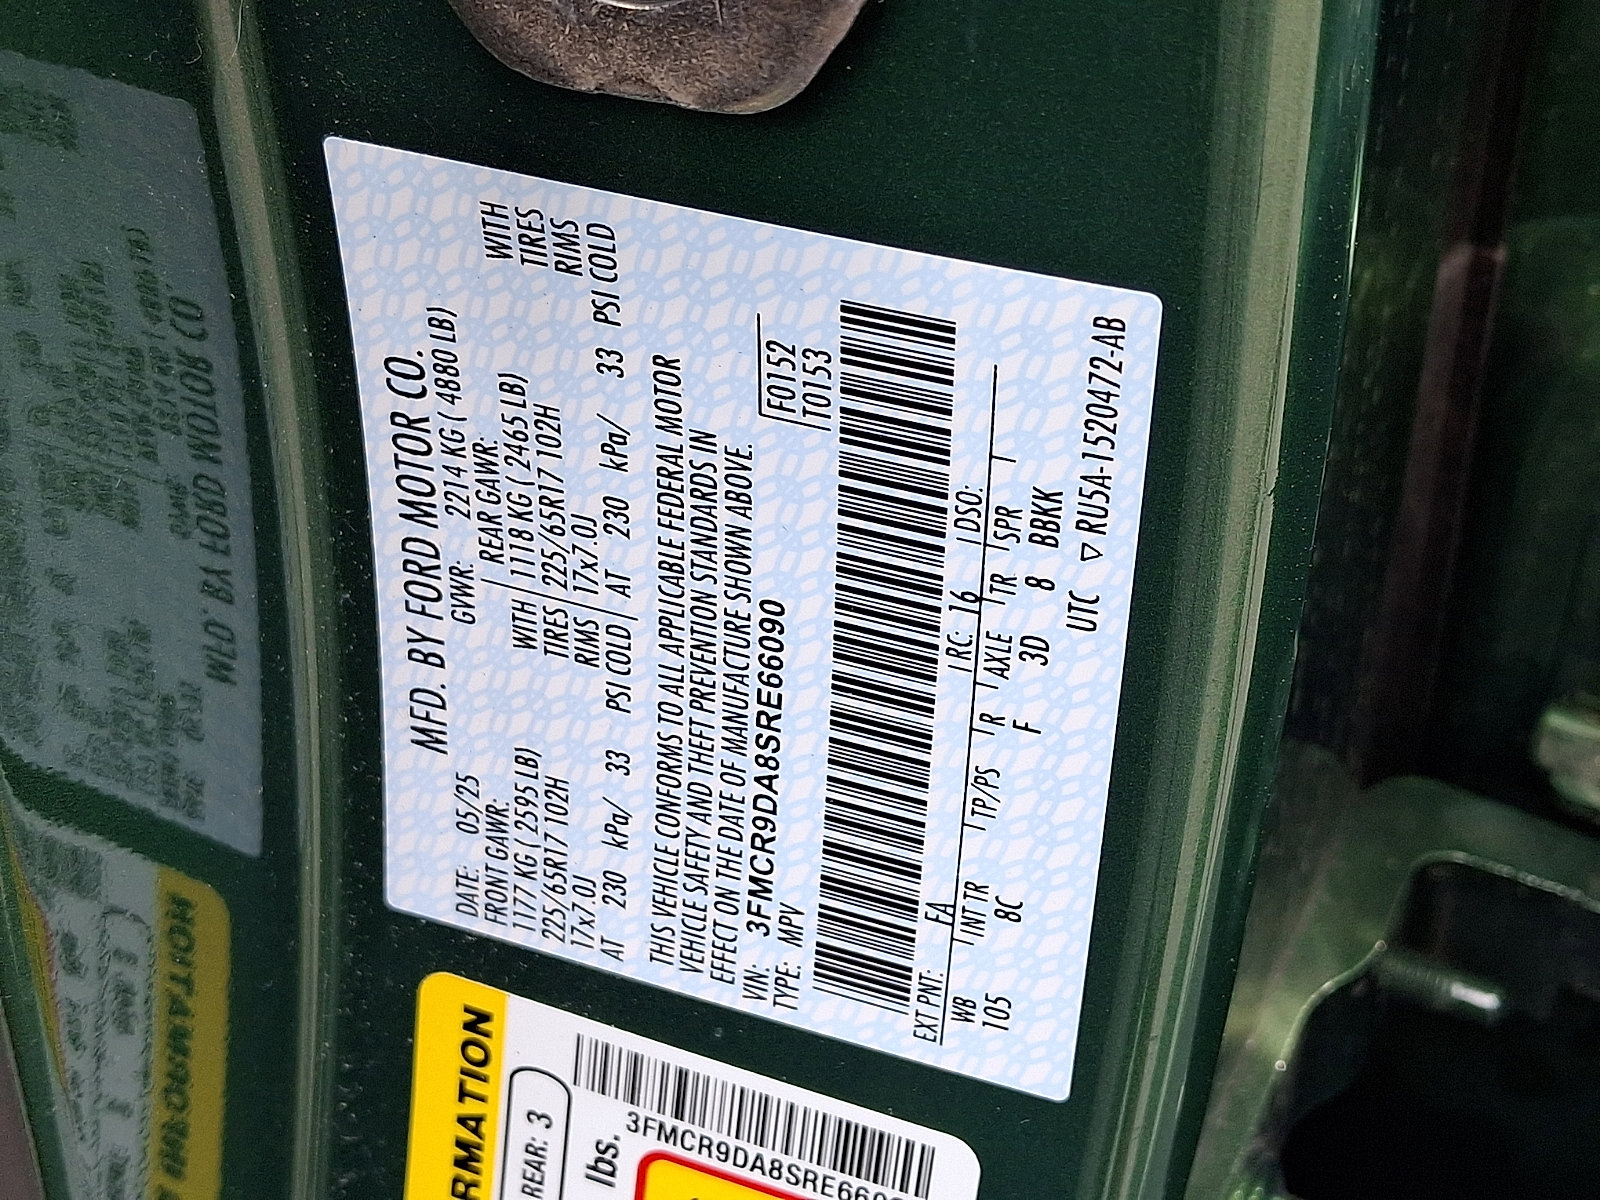 MFD. BY FORD MOTOR CO.
DATE: 05/25 GVWR: 2214 KG ( 4880 LB)
FRONT GAWR: REAR GAWR:
1177 KG ( 2595 LB) WITH 1118 KG ( 2465 LB) WITH
225/65R17 102H TIRES 225/65R17 102H TIRES
17x7.0J RIMS 17x7.0J RIMS
AT 230 kPa/ 33 PSI COLD AT 230 kPa/ 33 PSI COLD
THIS VEHICLE CONFORMS TO ALL APPLICABLE FEDERAL MOTOR
VEHICLE SAFETY AND THEFT PREVENTION STANDARDS IN
EFFECT ON THE DATE OF MANUFACTURE SHOWN ABOVE.
VIN: 3FMCR9DA8SRE66090 F0152
TYPE: MPV T0153
EXT PNT: FA RC: 16 DSO:
WB INT TR TP/PS R AXLE TR SPR
105 8C F 3D 8 BBKK
UTC ▽ RU5A-1520472-AB
RMATION
REAR: 3
lbs.
3FMCR9DA8SRE660